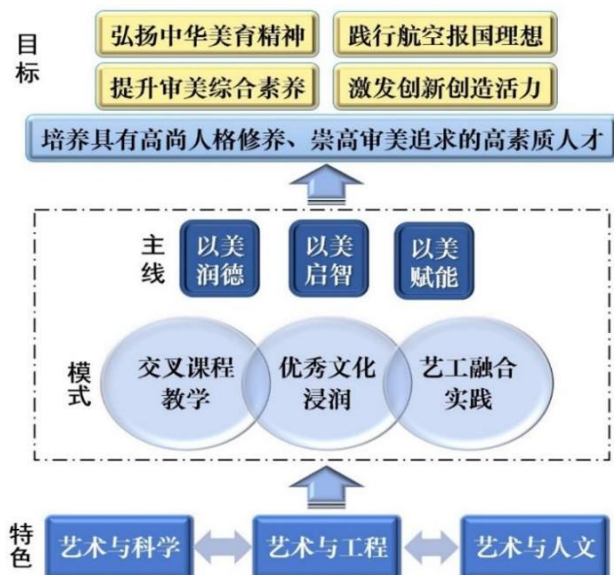 目标
弘扬中华美育精神
践行航空报国理想
提升审美综合素养
激发创新创造活力
培养具有高尚人格修养、崇高审美追求的高素质人才
主线
以美
润德
以美
启智
以美
赋能
模式
交叉课程
教学
优秀文化
浸润
艺工融合
实践
特色
艺术与科学
艺术与工程
艺术与人文